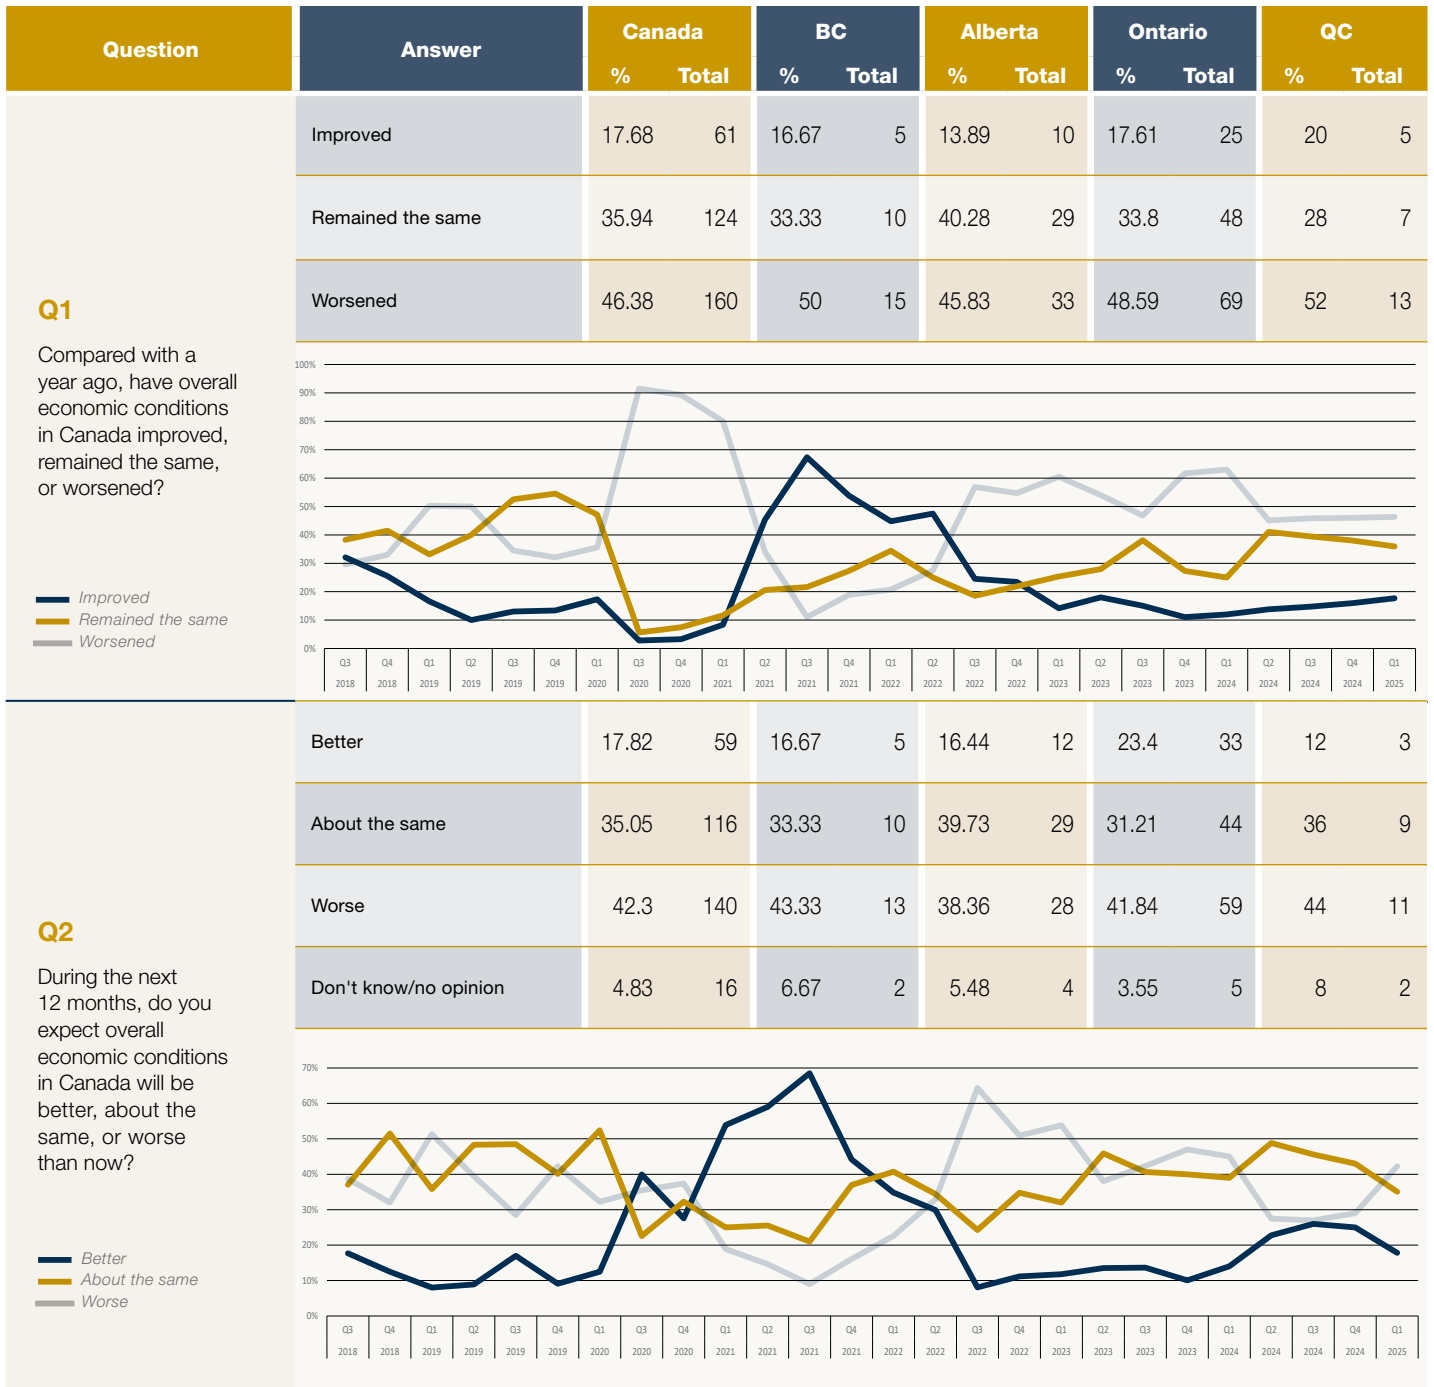 Question Answer Canada BC Alberta Ontario QC
% Total % Total % Total % Total % Total
Improved 17.68 61 16.67 5 13.89 10 17.61 25 20 5
Remained the same 35.94 124 33.33 10 40.28 29 33.8 48 28 7
Worsened 46.38 160 50 15 45.83 33 48.59 69 52 13
Q1
Compared with a
year ago, have overall
economic conditions
in Canada improved,
remained the same,
or worsened?
Improved
Remained the same
Worsened
100%
90%
80%
70%
60%
50%
40%
30%
20%
10%
0%
Q3 Q4 Q1 Q2 Q3 Q4 Q1 Q3 Q4 Q1 Q2 Q3 Q4 Q1 Q2 Q3 Q4 Q1 Q2 Q3 Q4 Q1 Q2 Q3 Q4 Q1
2018 2018 2019 2019 2019 2019 2020 2020 2020 2021 2021 2021 2021 2022 2022 2022 2022 2023 2023 2023 2023 2024 2024 2024 2024 2025
Better 17.82 59 16.67 5 16.44 12 23.4 33 12 3
About the same 35.05 116 33.33 10 39.73 29 31.21 44 36 9
Worse 42.3 140 43.33 13 38.36 28 41.84 59 44 11
Don't know/no opinion 4.83 16 6.67 2 5.48 4 3.55 5 8 2
Q2
During the next
12 months, do you
expect overall
economic conditions
in Canada will be
better, about the
same, or worse
than now?
Better
About the same
Worse
70%
60%
50%
40%
30%
20%
10%
0%
Q3 Q4 Q1 Q2 Q3 Q4 Q1 Q3 Q4 Q1 Q2 Q3 Q4 Q1 Q2 Q3 Q4 Q1 Q2 Q3 Q4 Q1 Q2 Q3 Q4 Q1
2018 2018 2019 2019 2019 2019 2020 2020 2020 2021 2021 2021 2021 2022 2022 2022 2022 2023 2023 2023 2023 2024 2024 2024 2024 2025